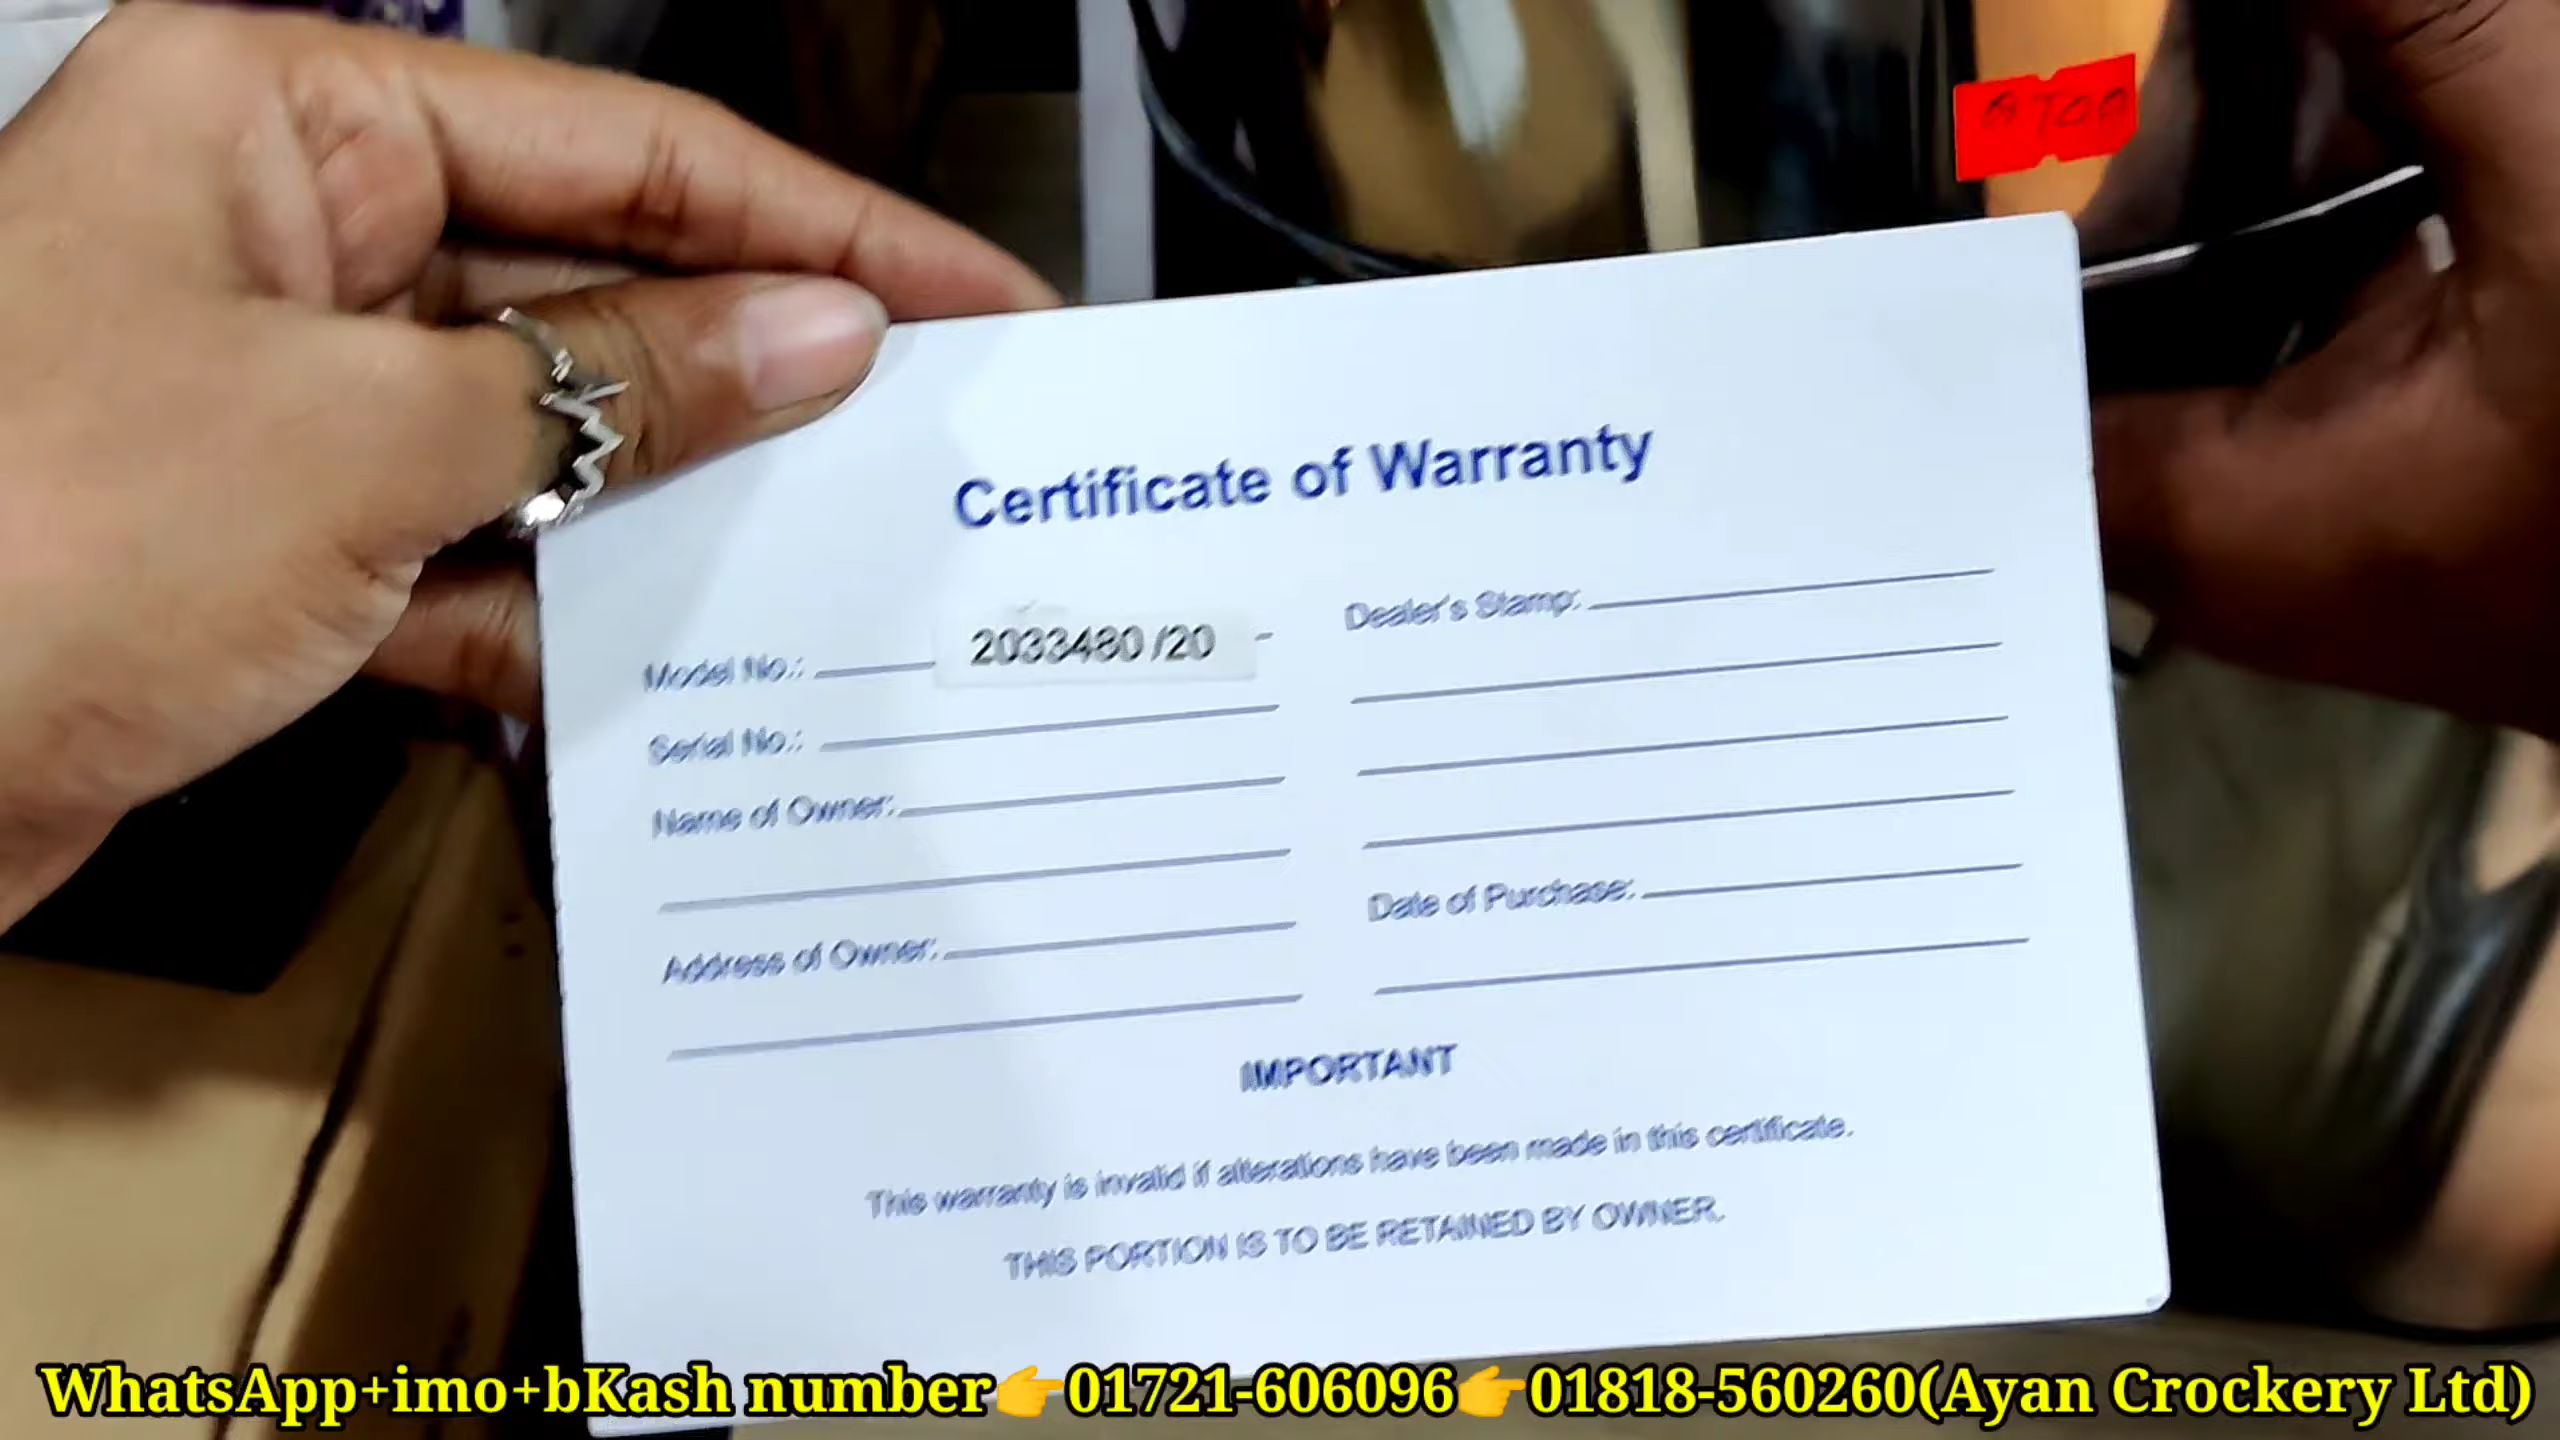 Certificate of Warranty
Model No.: 2033480 /20
Serial No.:
Name of Owner:
Address of Owner:
Dealer's Stamp:
Date of Purchase:
IMPORTANT
This warranty is invalid if alterations have been made in this certificate.
THIS PORTION IS TO BE RETAINED BY OWNER.
WhatsApp+imo+bKash number👉01721-606096👉01818-560260(Ayan Crockery Ltd)